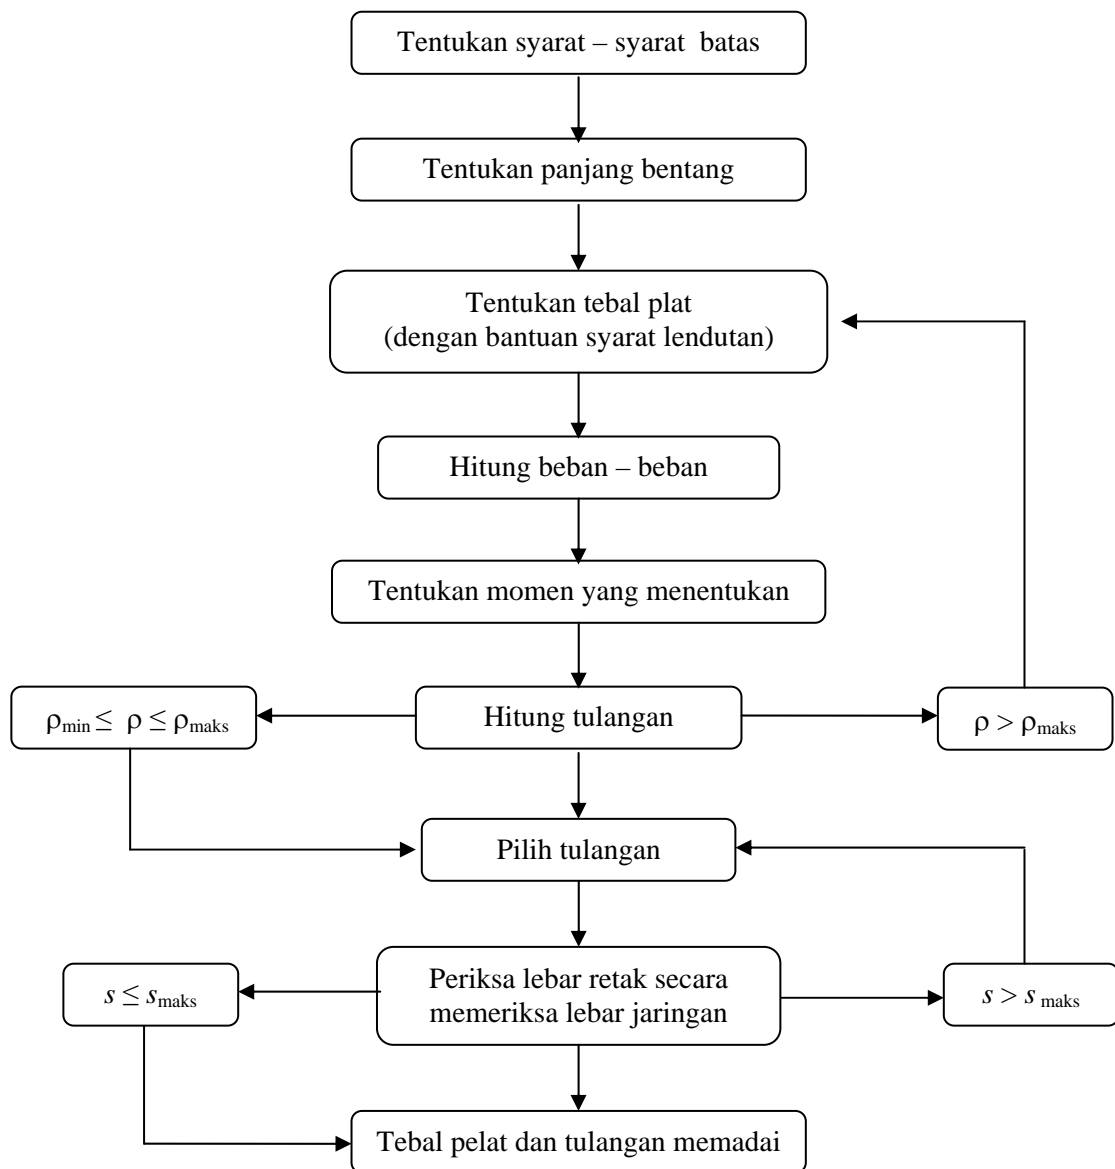 Tentukan syarat – syarat  batas
Tentukan panjang bentang
Tentukan tebal plat
(dengan bantuan syarat lendutan)
Hitung beban – beban
Tentukan momen yang menentukan
ρmin ≤  ρ ≤ ρmaks
Hitung tulangan
ρ > ρmaks
Pilih tulangan
s ≤ smaks
Periksa lebar retak secara
memeriksa lebar jaringan
s > s maks
Tebal pelat dan tulangan memadai